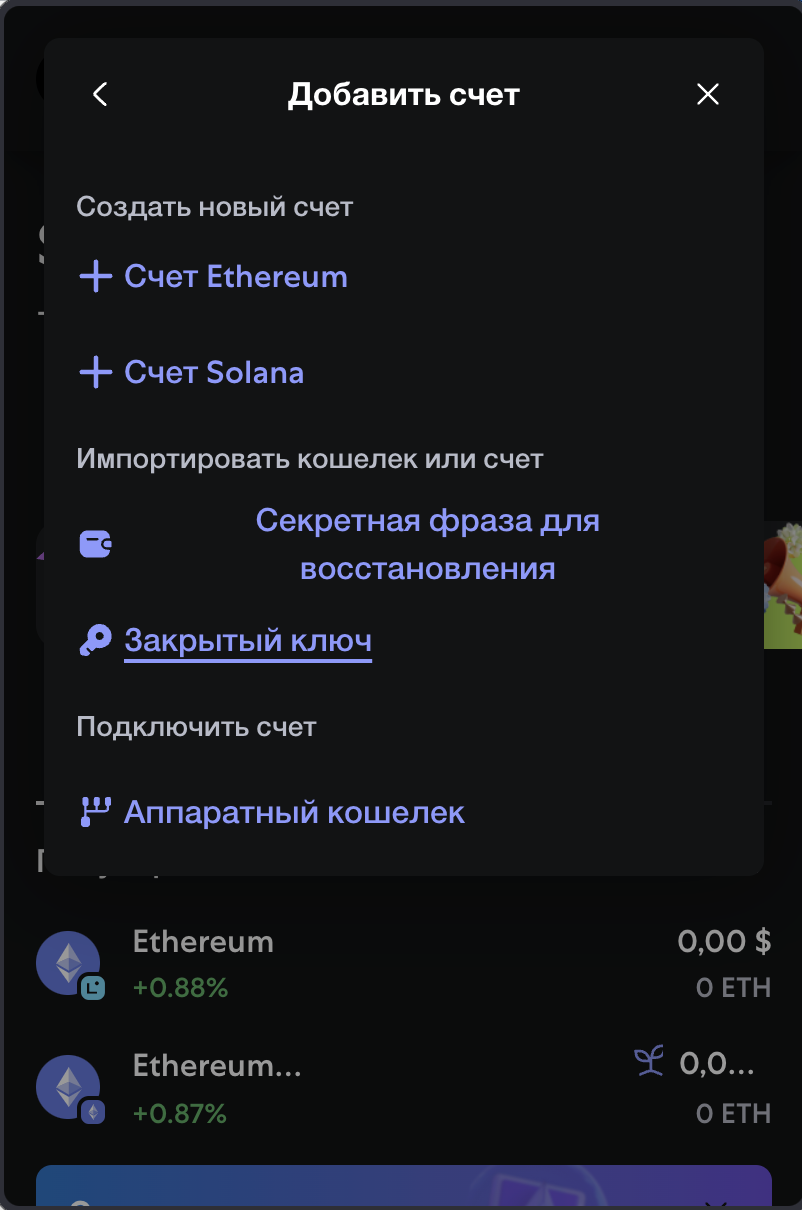 Добавить счет
Создать новый счет
Счет Ethereum
Счет Solana
Импортировать кошелек или счет
Секретная фраза для
восстановления
Закрытый ключ
Подключить счет
Аппаратный кошелек
Ethereum
0,00 $
+0.88%
0 ETH
Ethereum...
0,0...
+0.87%
0 ETH